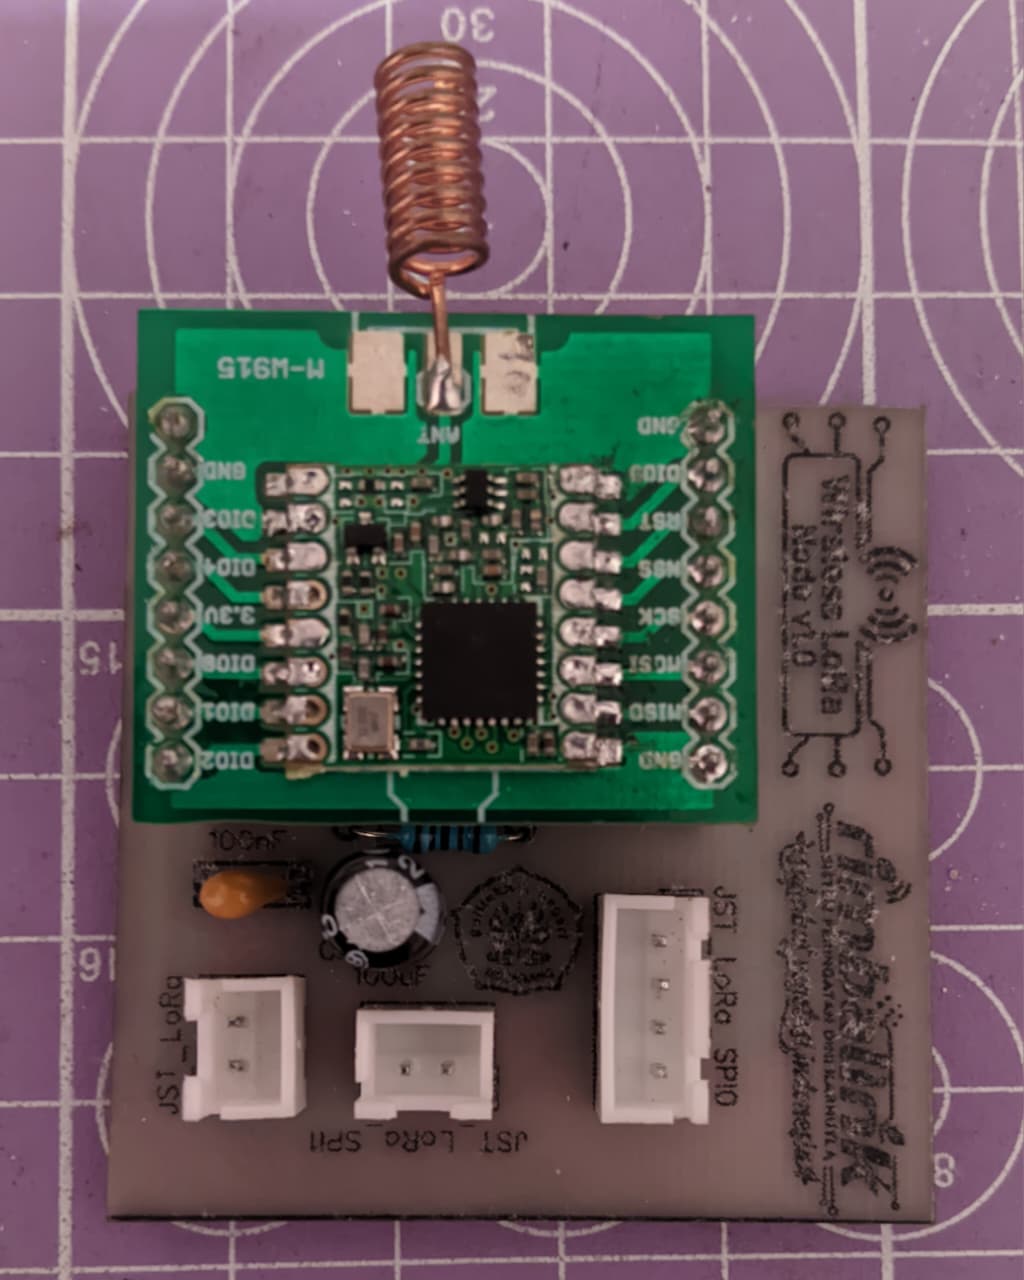 30
M-W915
ANT
GND
DIO3
DIO4
3.3V
DIO0
DIO1
DIO2
GND
DIO5
RST
NSS
SCK
MOSI
MISO
GND
Wireless LoRa
Node v1.0
100nF
100uF
JST_LoRa
JST_LoRa_SPI1
JST_LoRa_SPI0
rimbalink
15
16
8